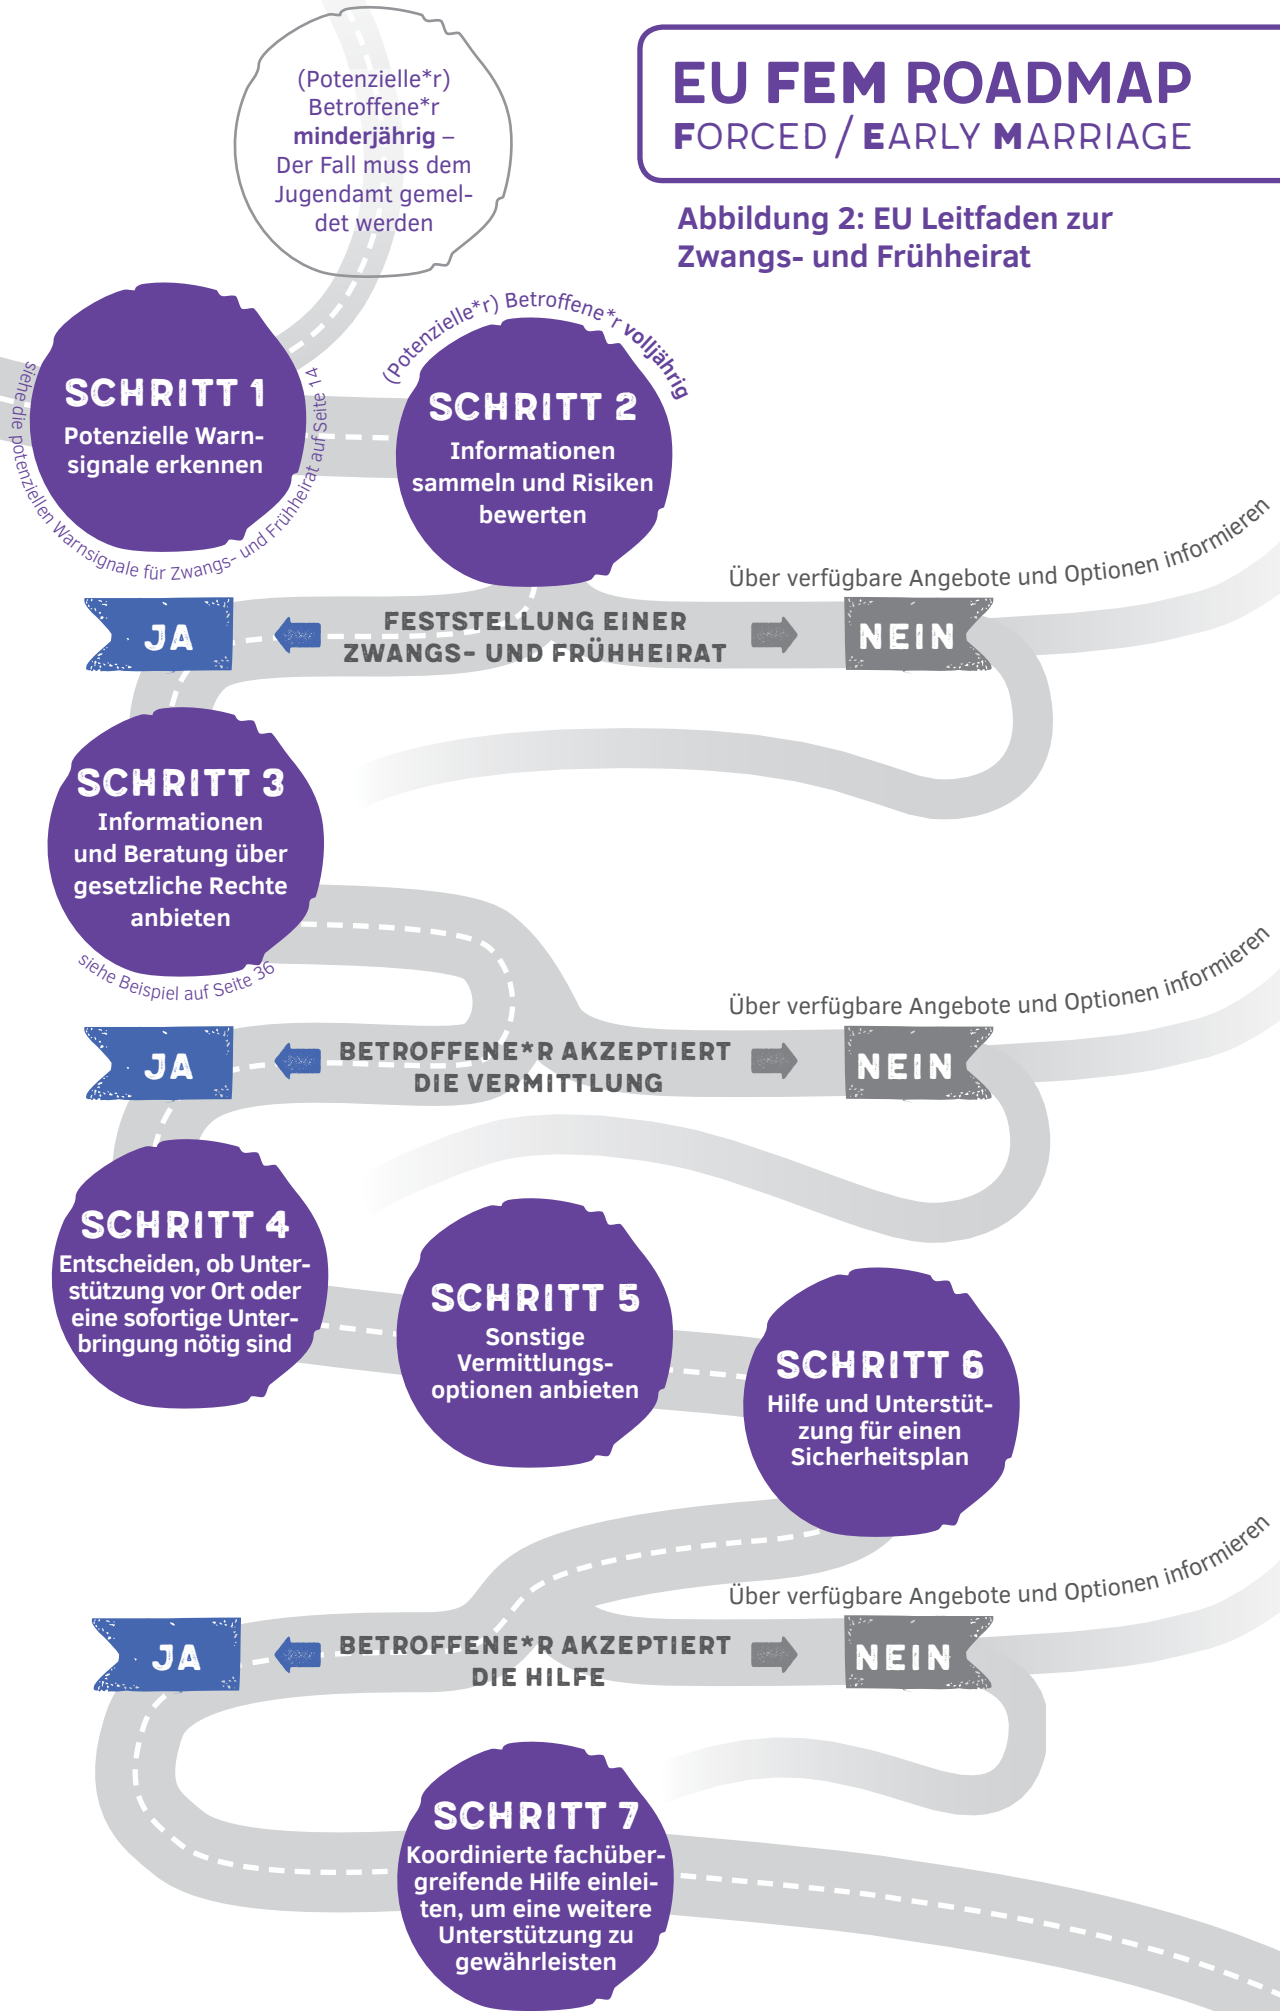 (Potenzielle*r)
Betroffene*r
minderjährig –
Der Fall muss dem
Jugendamt gemel-
det werden
EU FEM ROADMAP
FORCED / EARLY MARRIAGE
Abbildung 2: EU Leitfaden zur
Zwangs- und Frühheirat
SCHRITT 1
Potenzielle Warn-
signale erkennen
siehe die potenziellen Warnsignale für Zwangs- und Frühheirat auf Seite 14
(Potenzielle*r) Betroffene*r volljährig
SCHRITT 2
Informationen
sammeln und Risiken
bewerten
Über verfügbare Angebote und Optionen informieren
JA
FESTSTELLUNG EINER
ZWANGS- UND FRÜHHEIRAT
NEIN
SCHRITT 3
Informationen
und Beratung über
gesetzliche Rechte
anbieten
siehe Beispiel auf Seite 36
Über verfügbare Angebote und Optionen informieren
JA
BETROFFENE*R AKZEPTIERT
DIE VERMITTLUNG
NEIN
SCHRITT 4
Entscheiden, ob Unter-
stützung vor Ort oder
eine sofortige Unter-
bringung nötig sind
SCHRITT 5
Sonstige
Vermittlungs-
optionen anbieten
SCHRITT 6
Hilfe und Unterstüt-
zung für einen
Sicherheitsplan
Über verfügbare Angebote und Optionen informieren
JA
BETROFFENE*R AKZEPTIERT
DIE HILFE
NEIN
SCHRITT 7
Koordinierte fachüber-
greifende Hilfe einlei-
ten, um eine weitere
Unterstützung zu
gewährleisten